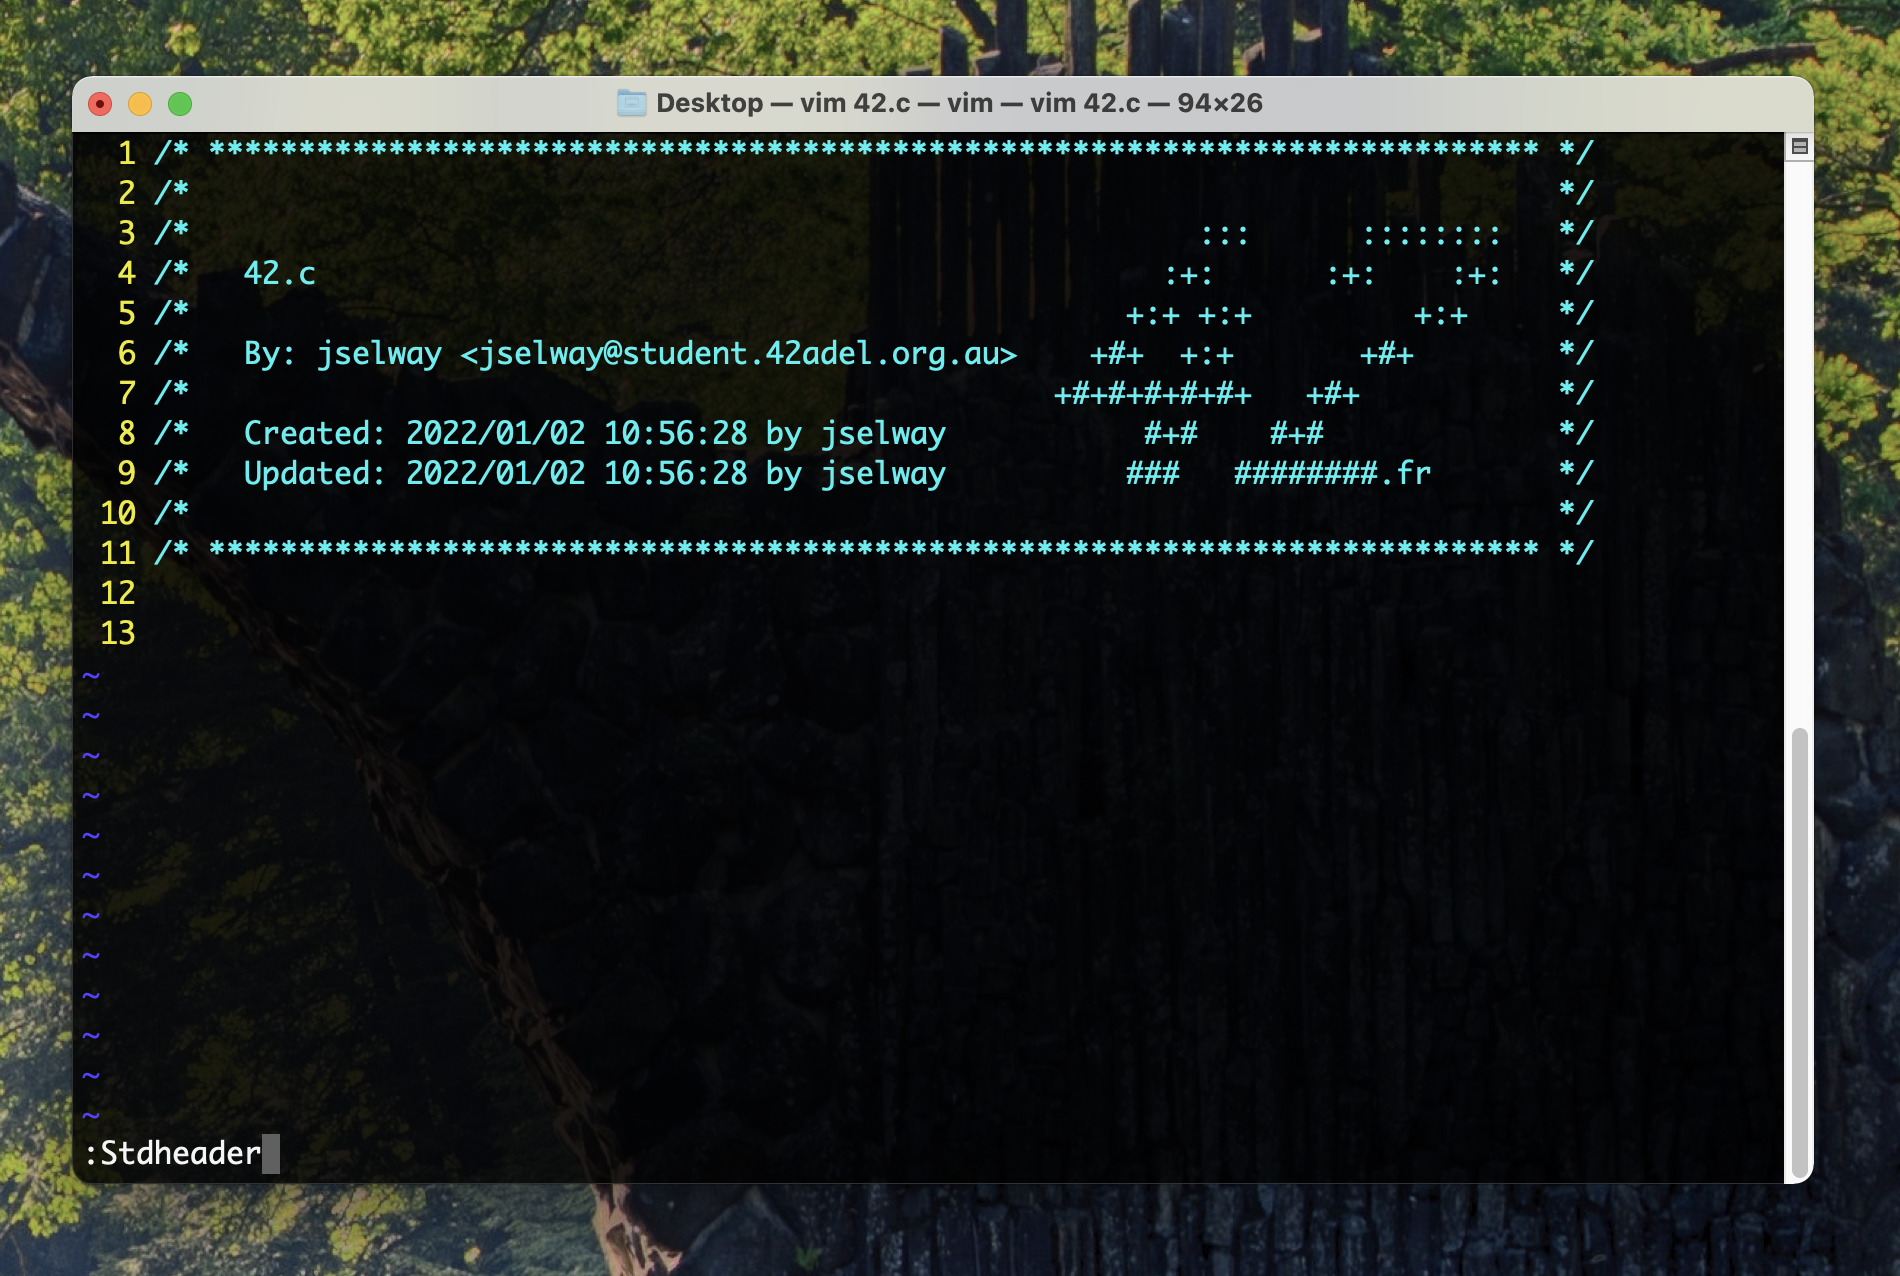 Desktop — vim 42.c — vim — vim 42.c — 94×26
1 /* ************************************************************************** */
2 /*                                                                            */
3 /*                                                        :::      ::::::::   */
4 /*   42.c                                               :+:      :+:    :+:   */
5 /*                                                    +:+ +:+         +:+     */
6 /*   By: jselway <jselway@student.42adel.org.au>    +#+  +:+       +#+        */
7 /*                                                +#+#+#+#+#+   +#+           */
8 /*   Created: 2022/01/02 10:56:28 by jselway           #+#    #+#             */
9 /*   Updated: 2022/01/02 10:56:28 by jselway          ###   ########.fr       */
10 /*                                                                            */
11 /* ************************************************************************** */
12
13
~
~
~
~
~
~
~
~
~
~
~
~
:Stdheader